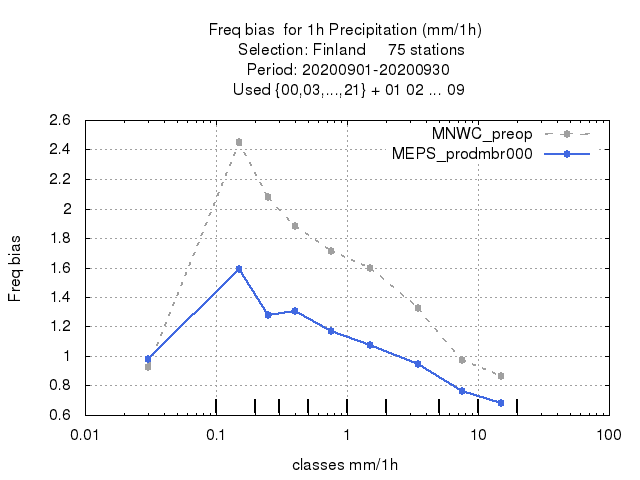 Freq bias  for 1h Precipitation (mm/1h)
Selection: Finland     75 stations
Period: 20200901-20200930
Used {00,03,...,21} + 01 02 ... 09
MNWC_preop
MEPS_prodmbr000
Freq bias
2.6
2.4
2.2
2
1.8
1.6
1.4
1.2
1
0.8
0.6
0.01 0.1 1 10 100
classes mm/1h